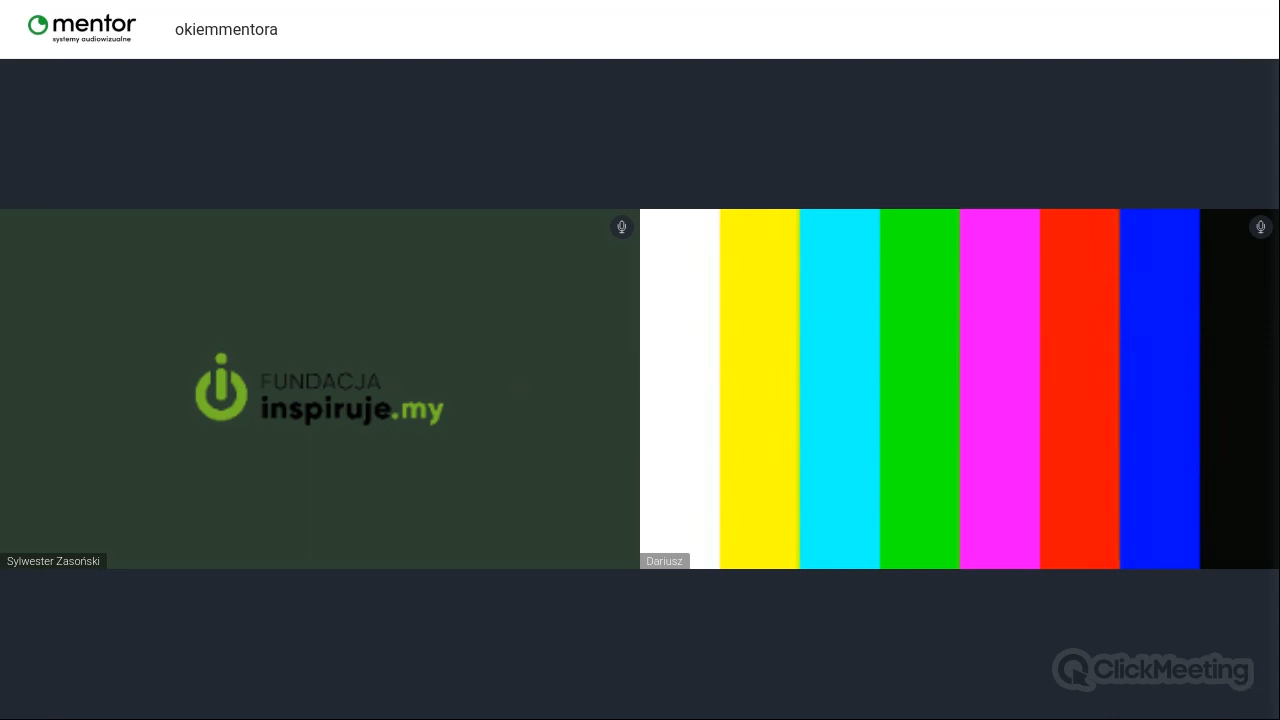 mentor
systemy audiowizualne
okiemmentora
FUNDACJA
inspiruje.my
Sylwester Zasoński
Dariusz
ClickMeeting